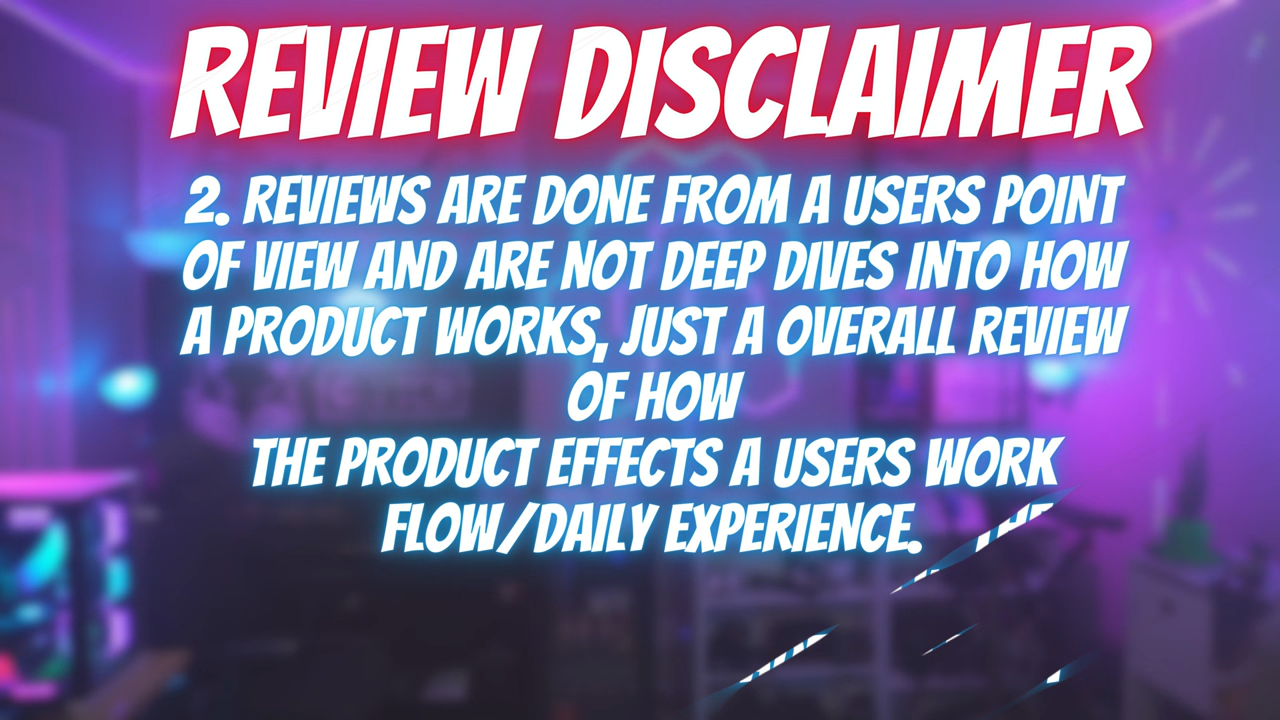 REVIEW DISCLAIMER
2. REVIEWS ARE DONE FROM A USERS POINT
OF VIEW AND ARE NOT DEEP DIVES INTO HOW
A PRODUCT WORKS, JUST A OVERALL REVIEW
OF HOW
THE PRODUCT EFFECTS A USERS WORK
FLOW/DAILY EXPERIENCE.